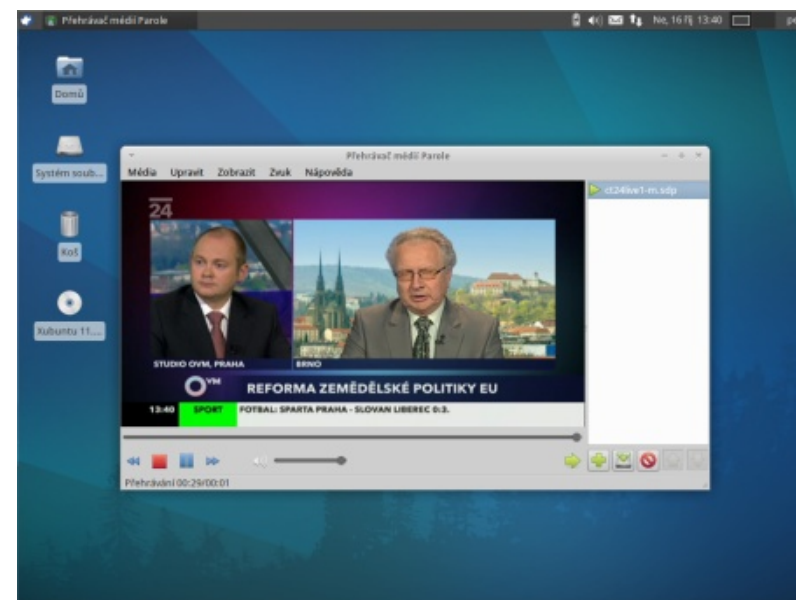 Přehrávač médií Parole
Ne, 16 říj, 13:40
Domů
Systém soub...
Koš
Xubuntu 11....
Přehrávač médií Parole
Média Upravit Zobrazit Zvuk Nápověda
ct24live1-m.sdp
24
STUDIO OVM, PRAHA
BRNO
OVM
REFORMA ZEMĚDĚLSKÉ POLITIKY EU
13:40 SPORT FOTBAL: SPARTA PRAHA - SLOVAN LIBEREC 0:3.
Přehrávání 00:29/00:01